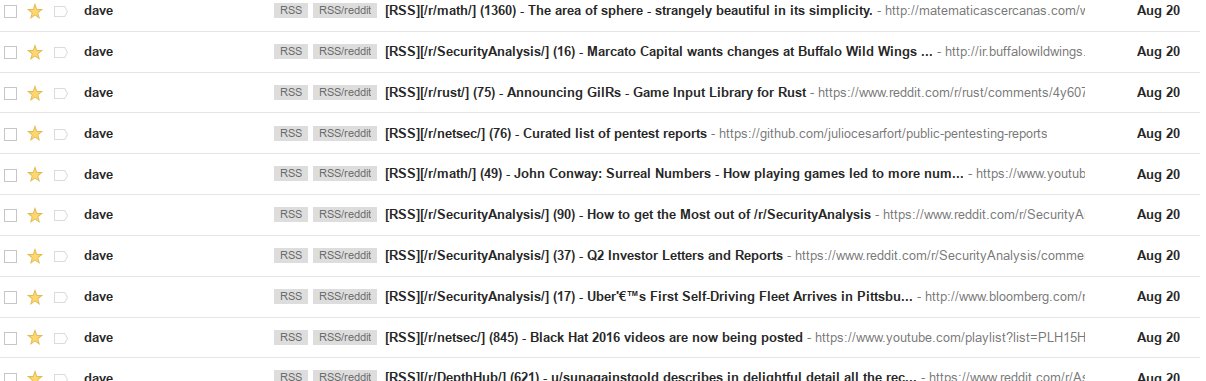 dave RSS RSS/reddit [RSS][/r/math/] (1360) - The area of sphere - strangely beautiful in its simplicity. - http://matematicascercanas.com/v Aug 20
dave RSS RSS/reddit [RSS][/r/SecurityAnalysis/] (16) - Marcato Capital wants changes at Buffalo Wild Wings ... - http://ir.buffalowildwings. Aug 20
dave RSS RSS/reddit [RSS][/r/rust/] (75) - Announcing GilRs - Game Input Library for Rust - https://www.reddit.com/r/rust/comments/4y607 Aug 20
dave RSS RSS/reddit [RSS][/r/netsec/] (76) - Curated list of pentest reports - https://github.com/juliocesarfort/public-pentesting-reports Aug 20
dave RSS RSS/reddit [RSS][/r/math/] (49) - John Conway: Surreal Numbers - How playing games led to more num... - https://www.youtub Aug 20
dave RSS RSS/reddit [RSS][/r/SecurityAnalysis/] (90) - How to get the Most out of /r/SecurityAnalysis - https://www.reddit.com/r/SecurityA Aug 20
dave RSS RSS/reddit [RSS][/r/SecurityAnalysis/] (37) - Q2 Investor Letters and Reports - https://www.reddit.com/r/SecurityAnalysis/comme Aug 20
dave RSS RSS/reddit [RSS][/r/SecurityAnalysis/] (17) - Uber'€™s First Self-Driving Fleet Arrives in Pittsbu... - http://www.bloomberg.com/r Aug 20
dave RSS RSS/reddit [RSS][/r/netsec/] (845) - Black Hat 2016 videos are now being posted - https://www.youtube.com/playlist?list=PLH15H Aug 20
dave RSS RSS/reddit [RSS][/r/DepthHub/] (621) - u/sunagainstgold describes in delightful detail all the rec... - https://www.reddit.com/r/As Aug 20